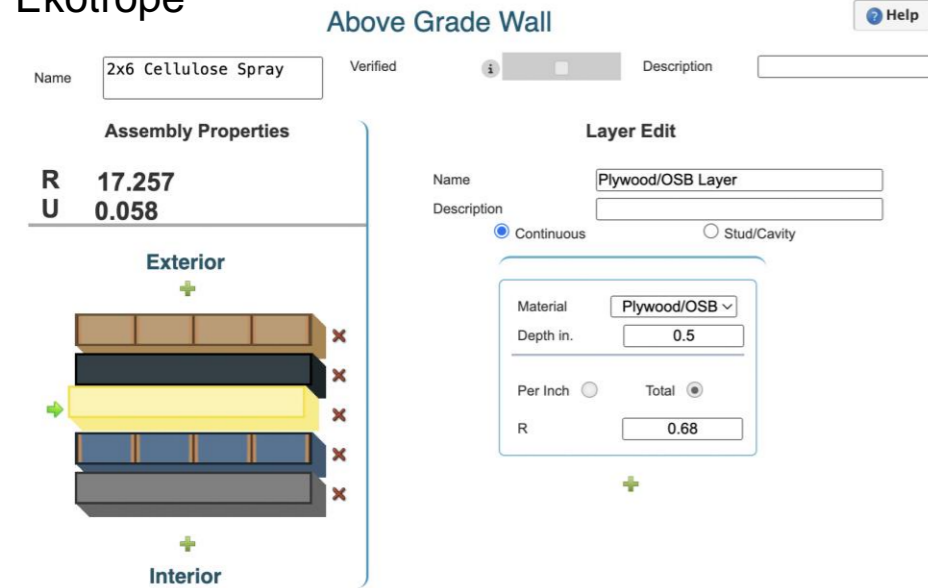 Ekotrope
Above Grade Wall
Help
Name
2x6 Cellulose Spray
Verified
i
Description
Assembly Properties
R 17.257
U 0.058
Exterior
Interior
Layer Edit
Name
Plywood/OSB Layer
Description
Continuous
Stud/Cavity
Material
Plywood/OSB
Depth in.
0.5
Per Inch
Total
R
0.68